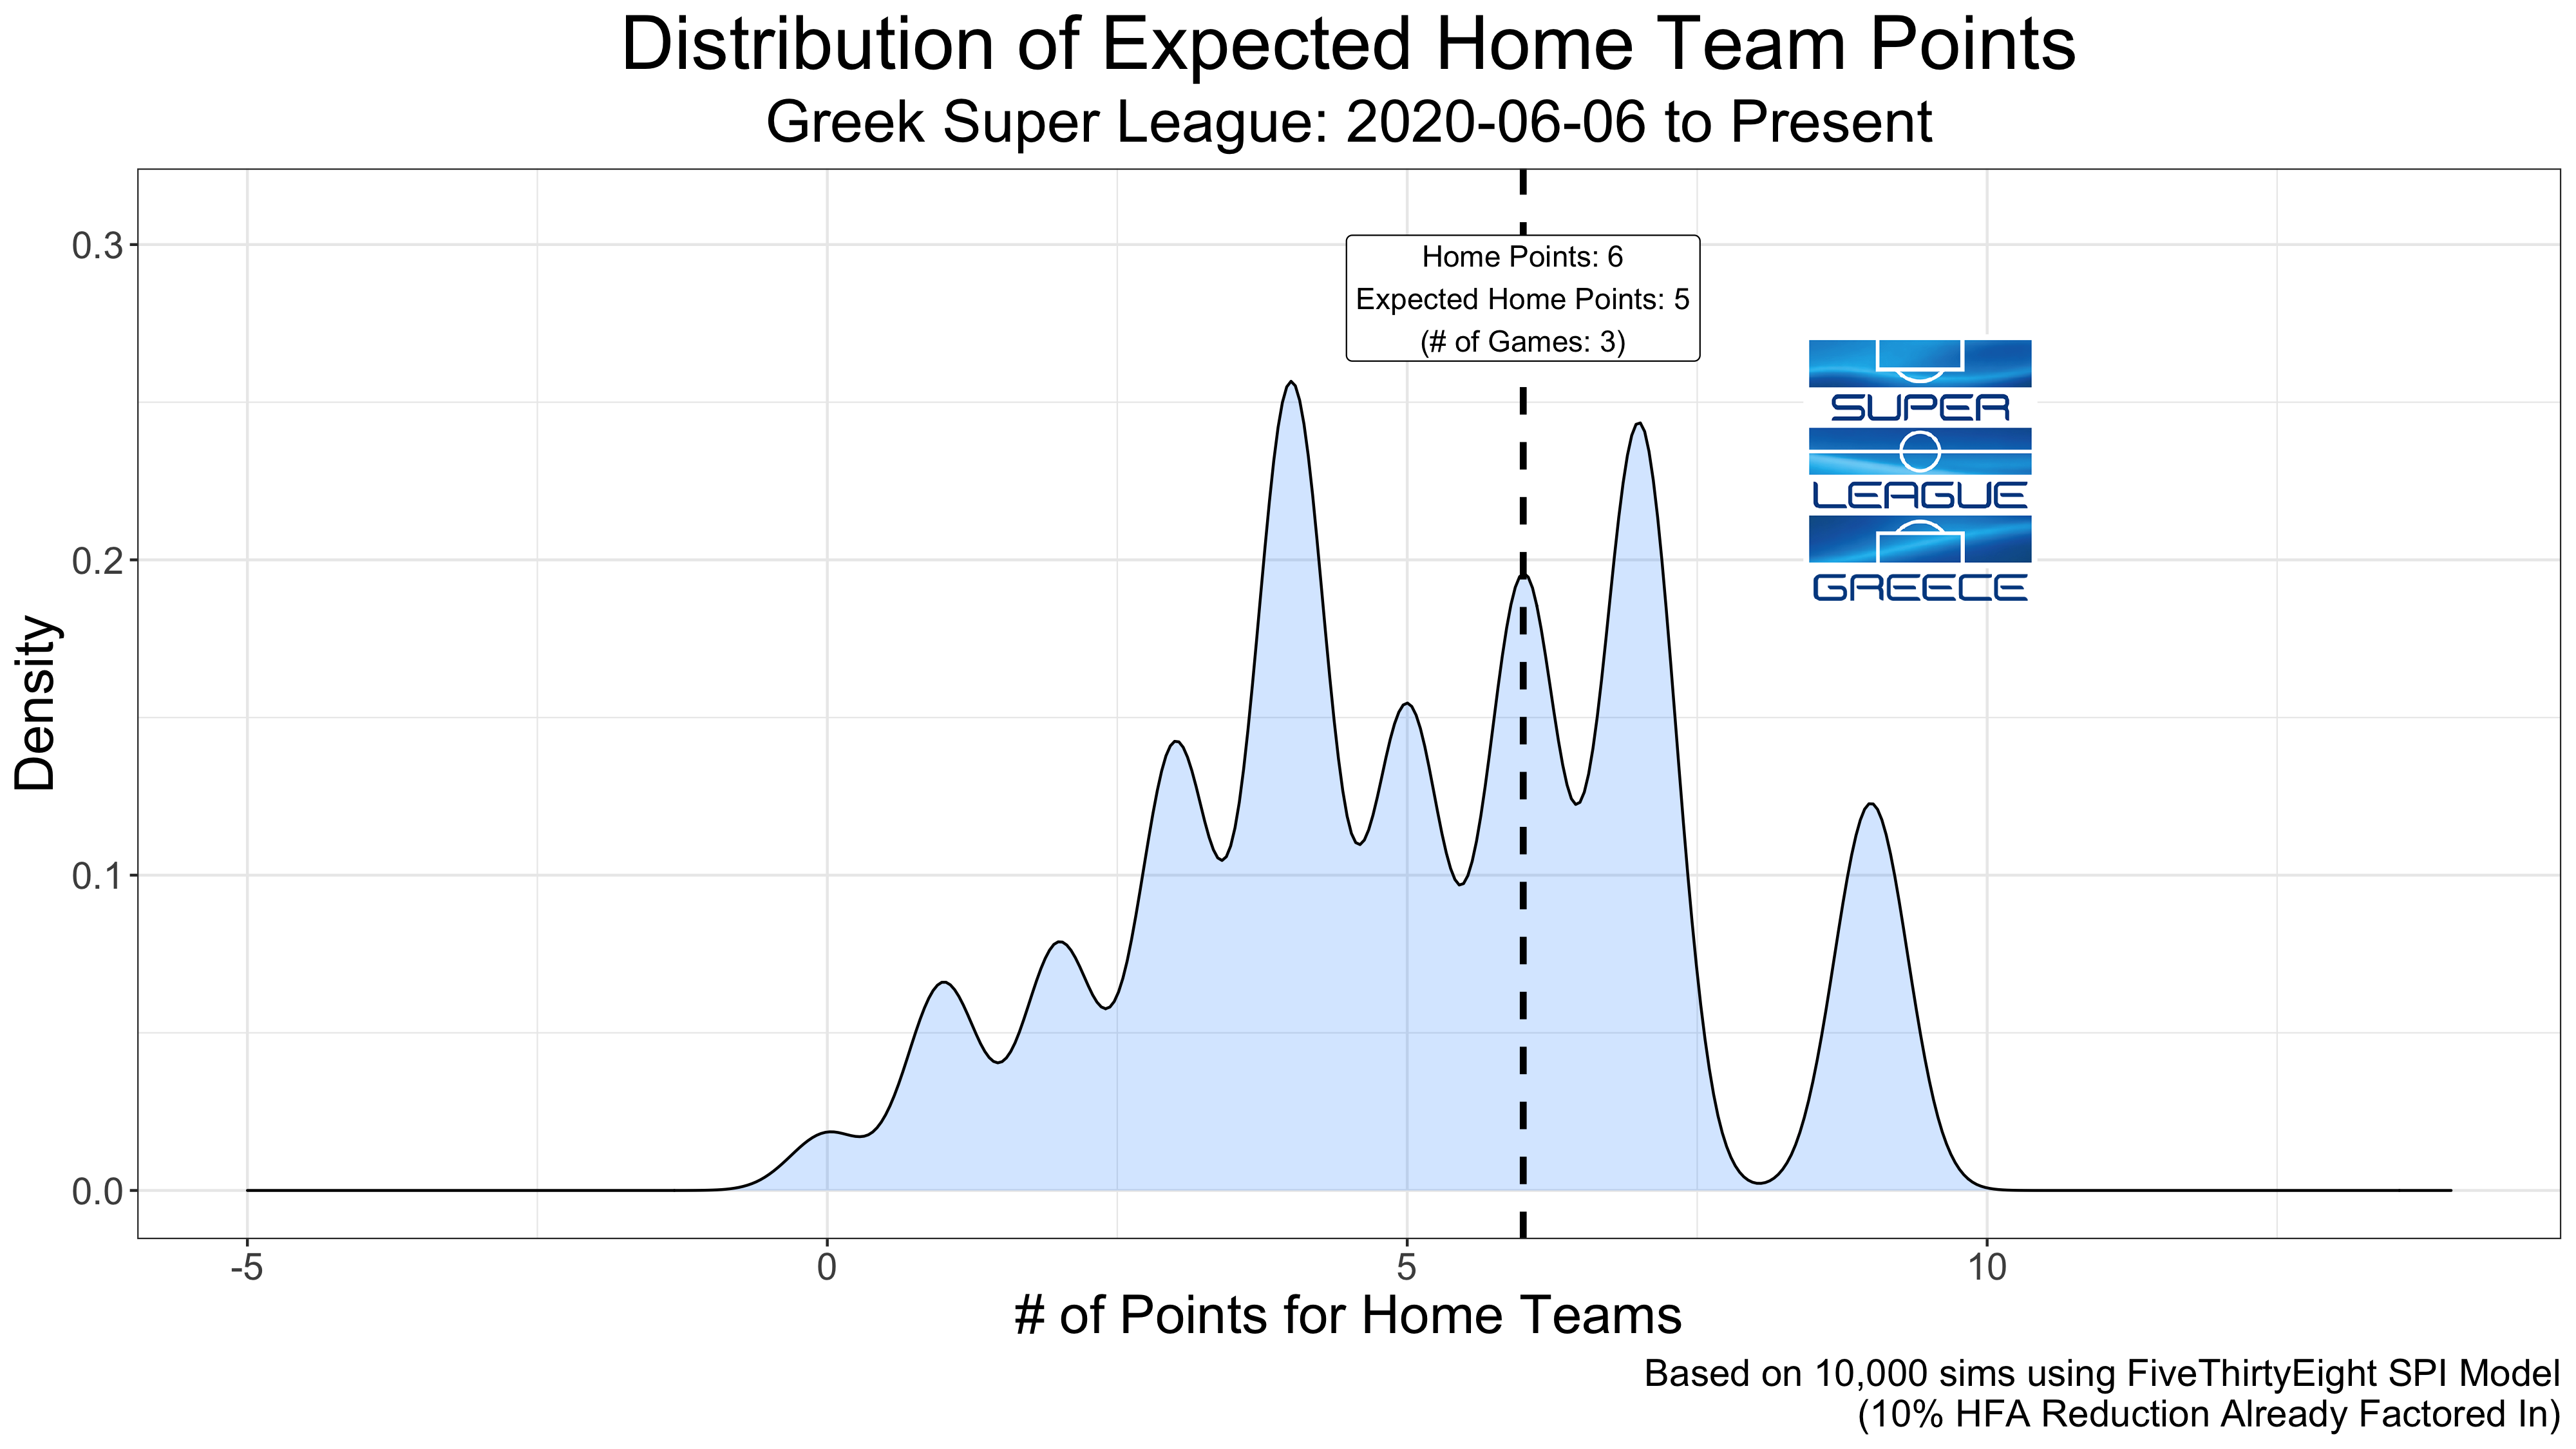 Distribution of Expected Home Team Points
Greek Super League: 2020-06-06 to Present
0.3
0.2
0.1
0.0
Density
Home Points: 6
Expected Home Points: 5
(# of Games: 3)
SUPER
LEAGUE
GREECE
-5
0
5
10
# of Points for Home Teams
Based on 10,000 sims using FiveThirtyEight SPI Model
(10% HFA Reduction Already Factored In)